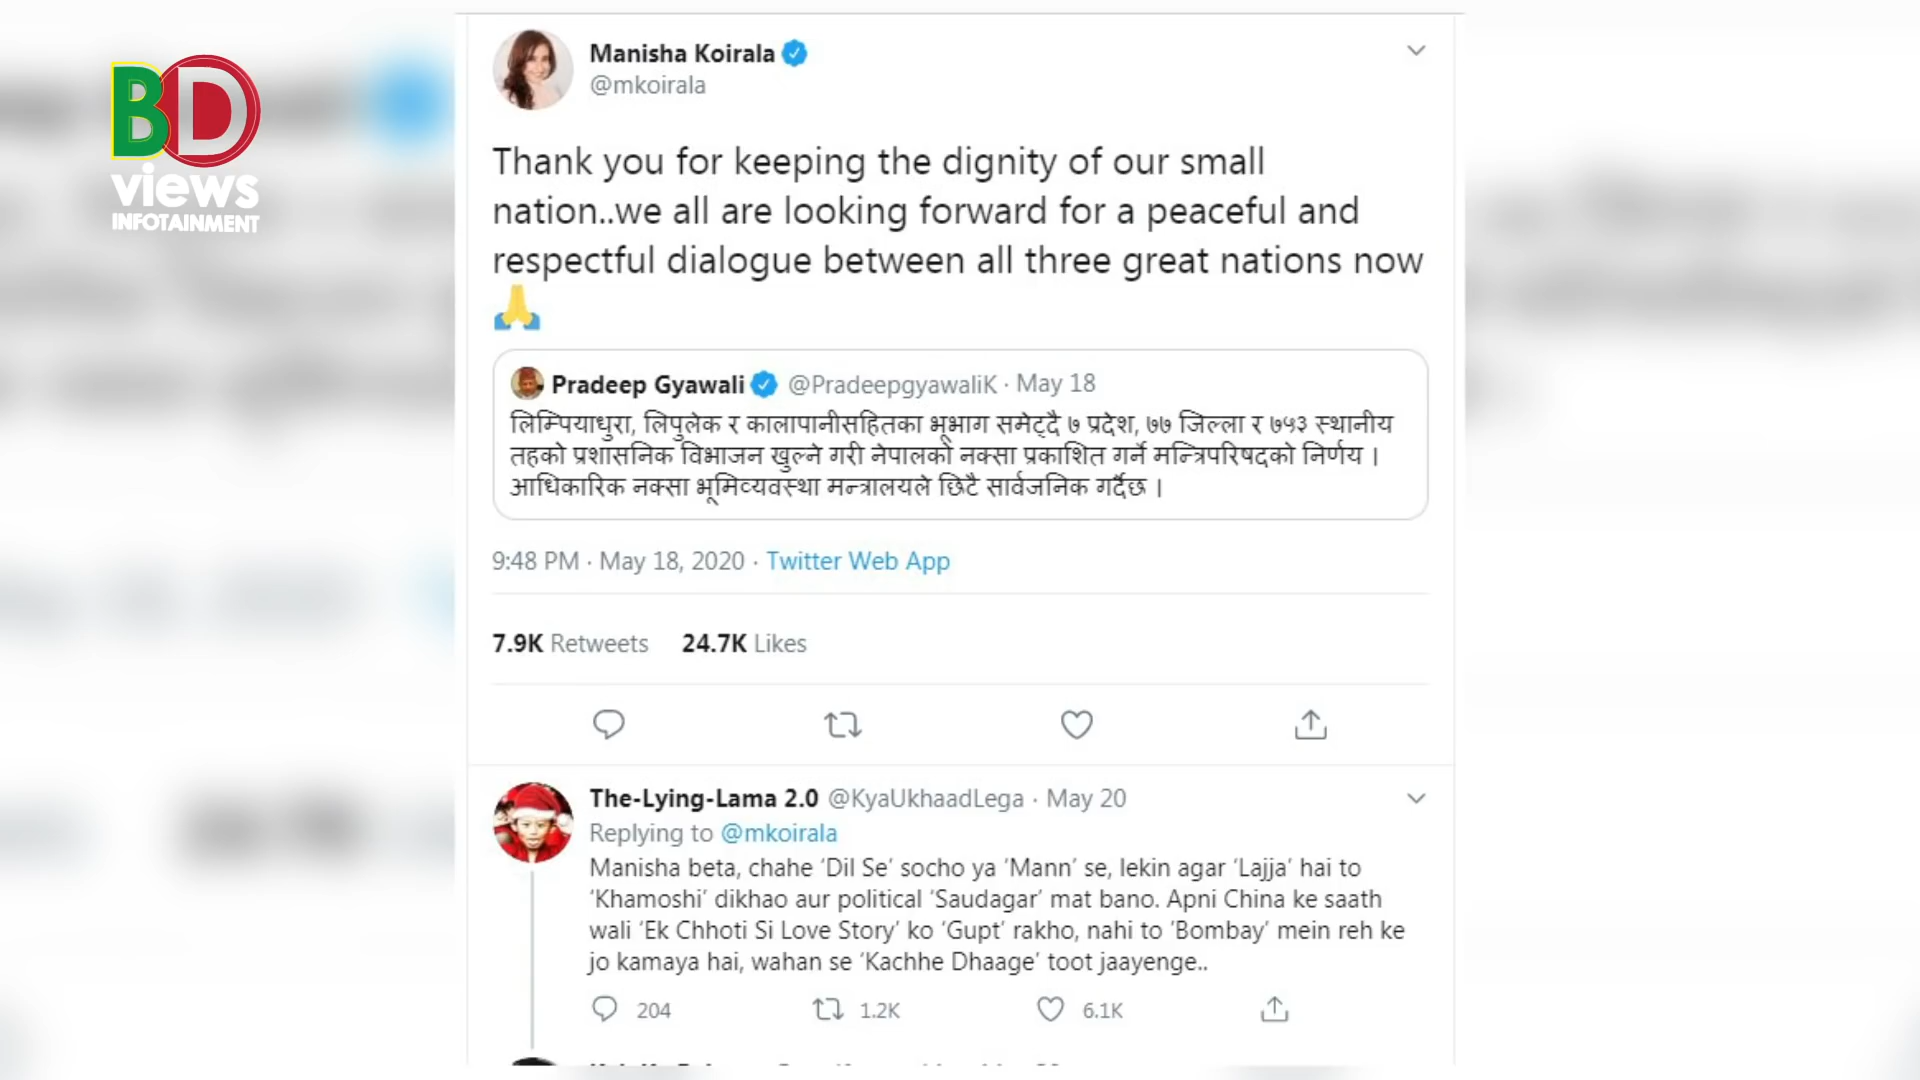 BD
views
INFOTAINMENT
Manisha Koirala
@mkoirala
Thank you for keeping the dignity of our small
nation..we all are looking forward for a peaceful and
respectful dialogue between all three great nations now
🙏
Pradeep Gyawali @PradeepgyawaliK · May 18
लिम्पियाधुरा, लिपुलेक र कालापानीसहितका भूभाग समेट्दै ७ प्रदेश, ७७ जिल्ला र ७५३ स्थानीय
तहको प्रशासनिक विभाजन खुल्ने गरी नेपालको नक्सा प्रकाशित गर्ने मन्त्रिपरिषदको निर्णय ।
आधिकारिक नक्सा भूमिव्यवस्था मन्त्रालयले छिटै सार्वजनिक गर्दैछ ।
9:48 PM · May 18, 2020 · Twitter Web App
7.9K Retweets 24.7K Likes
The-Lying-Lama 2.0 @KyaUkhaadLega · May 20
Replying to @mkoirala
Manisha beta, chahe ‘Dil Se’ socho ya ‘Mann’ se, lekin agar ‘Lajja’ hai to
‘Khamoshi’ dikhao aur political ‘Saudagar’ mat bano. Apni China ke saath
wali ‘Ek Chhoti Si Love Story’ ko ‘Gupt’ rakho, nahi to ‘Bombay’ mein reh ke
jo kamaya hai, wahan se ‘Kachhe Dhaage’ toot jaayenge..
204 1.2K 6.1K